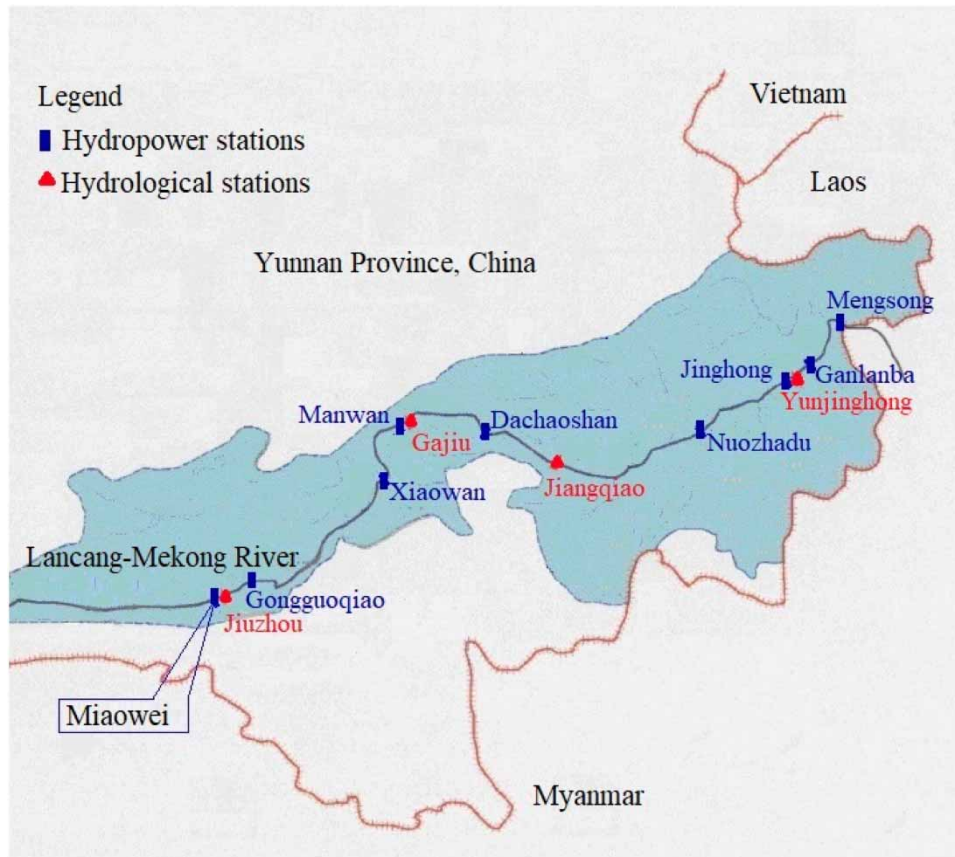 Legend
Hydropower stations
Hydrological stations
Vietnam
Laos
Yunnan Province, China
Mengsong
Jinghong
Ganlanba
Yunjinghong
Manwan
Gajiu
Dachaoshan
Nuozhadu
Xiaowan
Jiangqiao
Lancang-Mekong River
Gongguoqiao
Jiuzhou
Miaowei
Myanmar